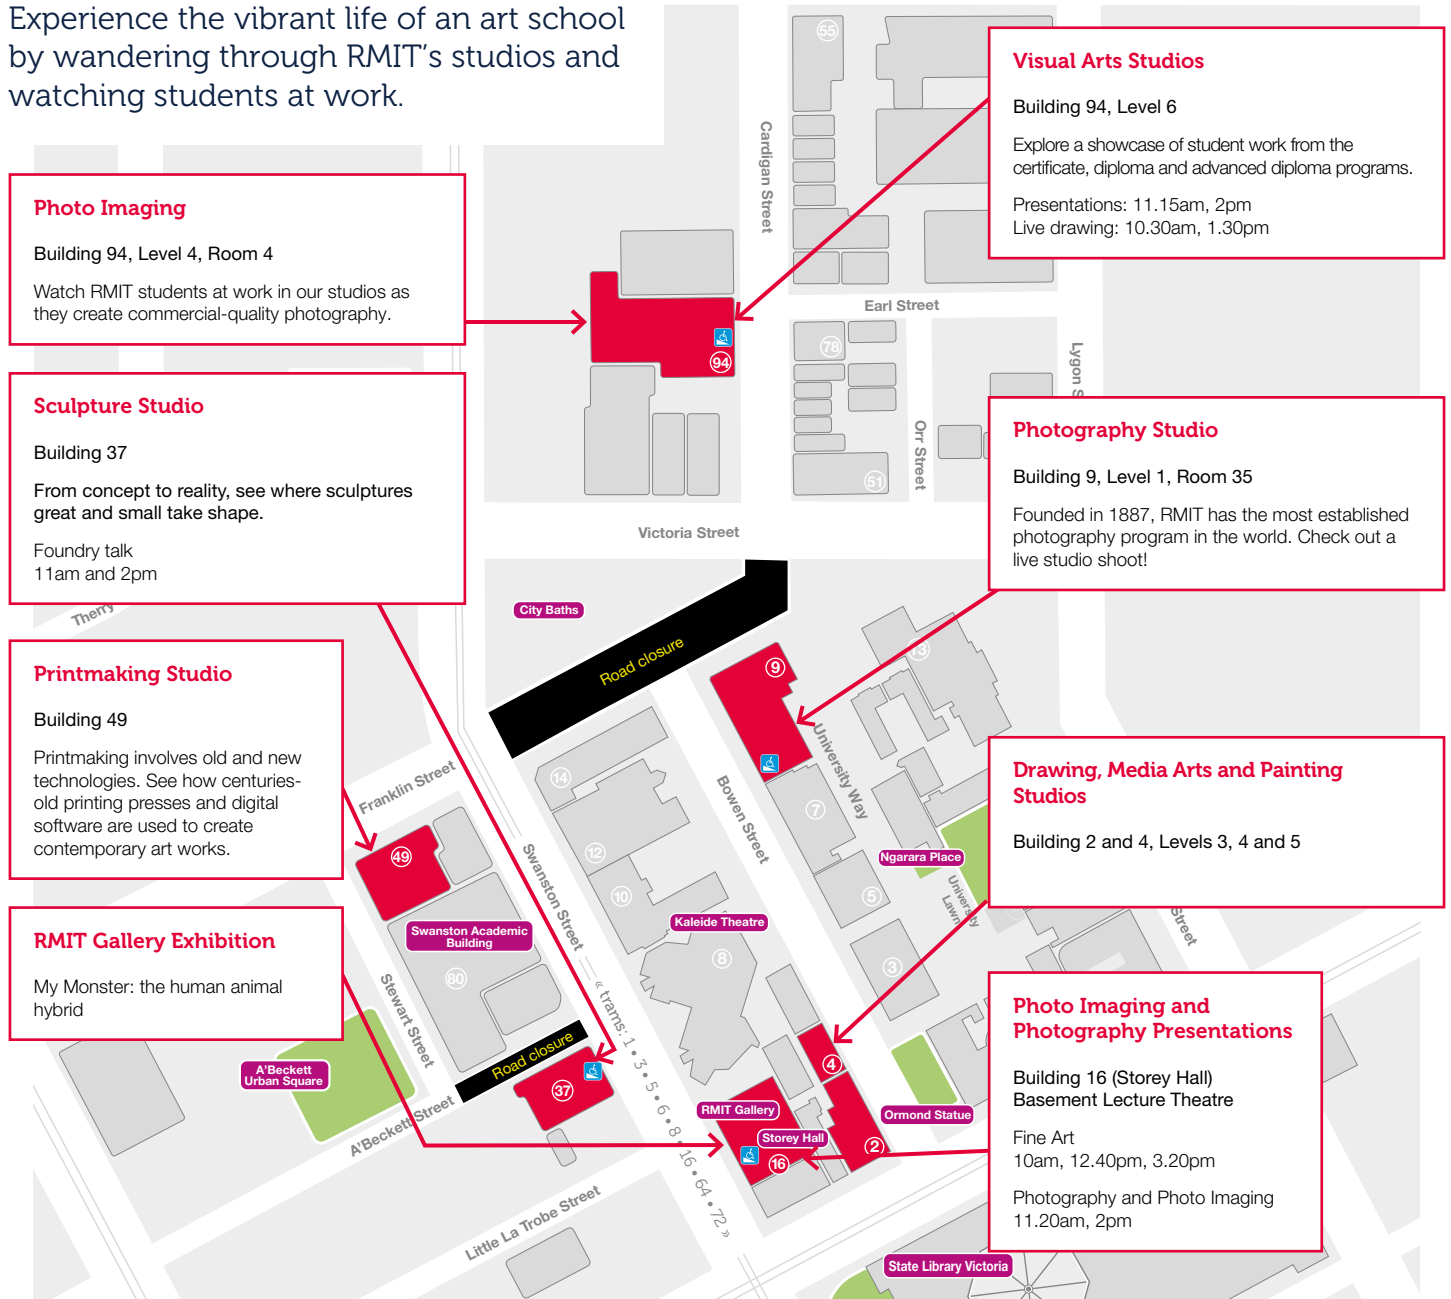 Experience the vibrant life of an art school
by wandering through RMIT’s studios and
watching students at work.
Photo Imaging
Building 94, Level 4, Room 4
Watch RMIT students at work in our studios as
they create commercial-quality photography.
Sculpture Studio
Building 37
From concept to reality, see where sculptures
great and small take shape.
Foundry talk
11am and 2pm
Printmaking Studio
Building 49
Printmaking involves old and new
technologies. See how centuries-
old printing presses and digital
software are used to create
contemporary art works.
RMIT Gallery Exhibition
My Monster: the human animal
hybrid
Visual Arts Studios
Building 94, Level 6
Explore a showcase of student work from the
certificate, diploma and advanced diploma programs.
Presentations: 11.15am, 2pm
Live drawing: 10.30am, 1.30pm
Photography Studio
Building 9, Level 1, Room 35
Founded in 1887, RMIT has the most established
photography program in the world. Check out a
live studio shoot!
Drawing, Media Arts and Painting
Studios
Building 2 and 4, Levels 3, 4 and 5
Photo Imaging and
Photography Presentations
Building 16 (Storey Hall)
Basement Lecture Theatre
Fine Art
10am, 12.40pm, 3.20pm
Photography and Photo Imaging
11.20am, 2pm
55
Cardigan Street
Earl Street
94
78
Lygon S
Orr Street
51
Victoria Street
Therry
City Baths
Road closure
9
13
University Way
Franklin Street
14
Bowen Street
7
49
12
Swanston Street
10
5
Ngarara Place
University
Lawn
Street
Swanston Academic
Building
80
Kaleide Theatre
8
3
Stewart Street
« trams: 1 • 3 • 5 • 6 • 8 • 16 • 64 • 72 »
Road closure
A’Beckett
Urban Square
37
4
A’Beckett Street
RMIT Gallery
Ormond Statue
Storey Hall
16
2
Little La Trobe Street
State Library Victoria